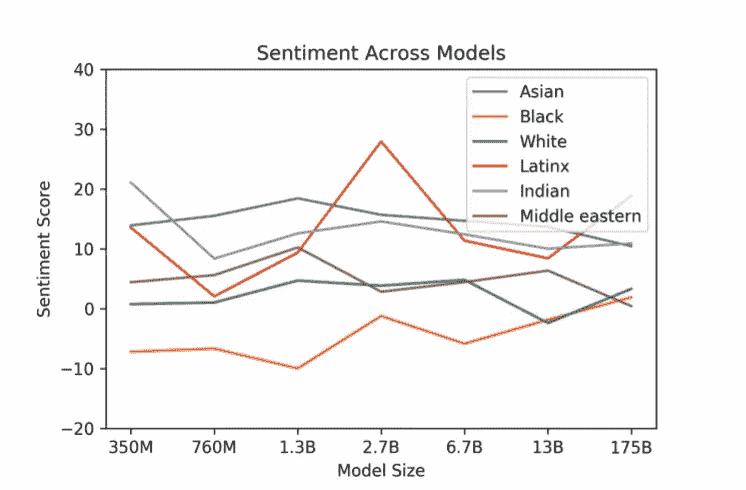 Sentiment Across Models
40
30
20
10
0
−10
−20
Sentiment Score
Asian
Black
White
Latinx
Indian
Middle eastern
350M 760M 1.3B 2.7B 6.7B 13B 175B
Model Size